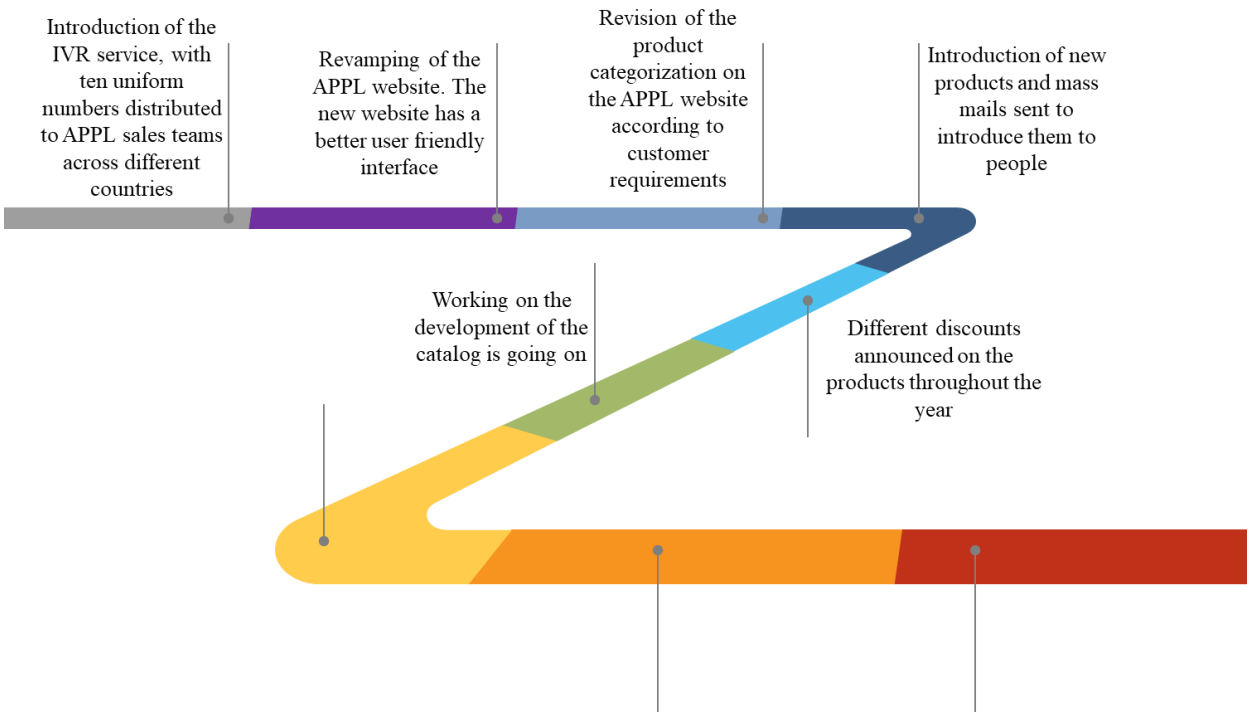 Introduction of the
IVR service, with
ten uniform
numbers distributed
to APPL sales teams
across different
countries
Revamping of the
APPL website. The
new website has a
better user friendly
interface
Revision of the
product
categorization on
the APPL website
according to
customer
requirements
Introduction of new
products and mass
mails sent to
introduce them to
people
Working on the
development of the
catalog is going on
Different discounts
announced on the
products throughout the
year